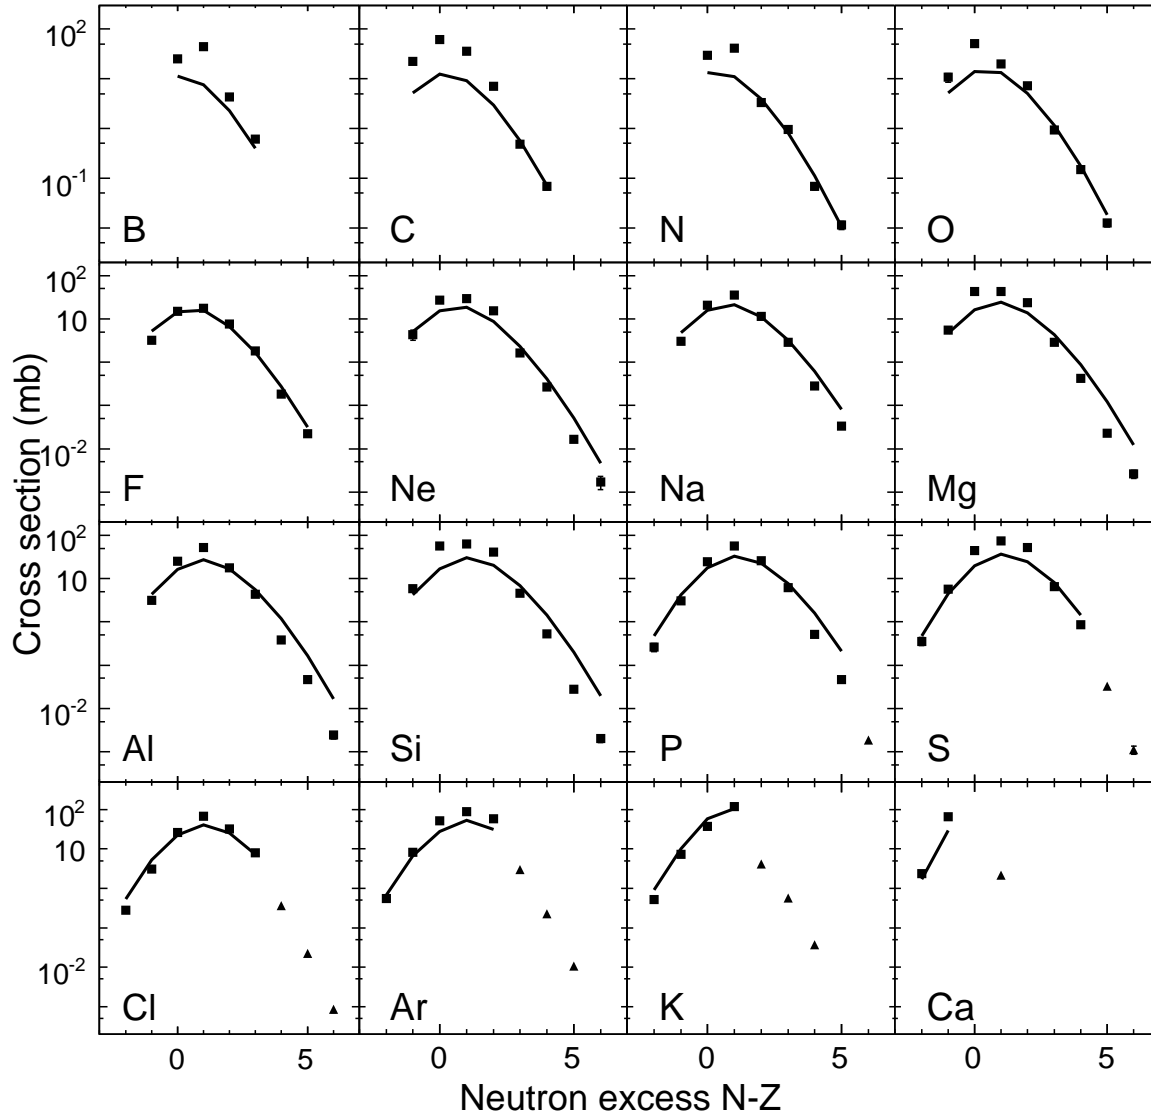 10²
10⁻¹
B
C
N
O
10²
10
10⁻²
F
Ne
Na
Mg
Cross section (mb)
10²
10
10⁻²
Al
Si
P
S
10²
10
10⁻²
Cl
Ar
K
Ca
0 5 0 5 0 5 0 5
Neutron excess N-Z